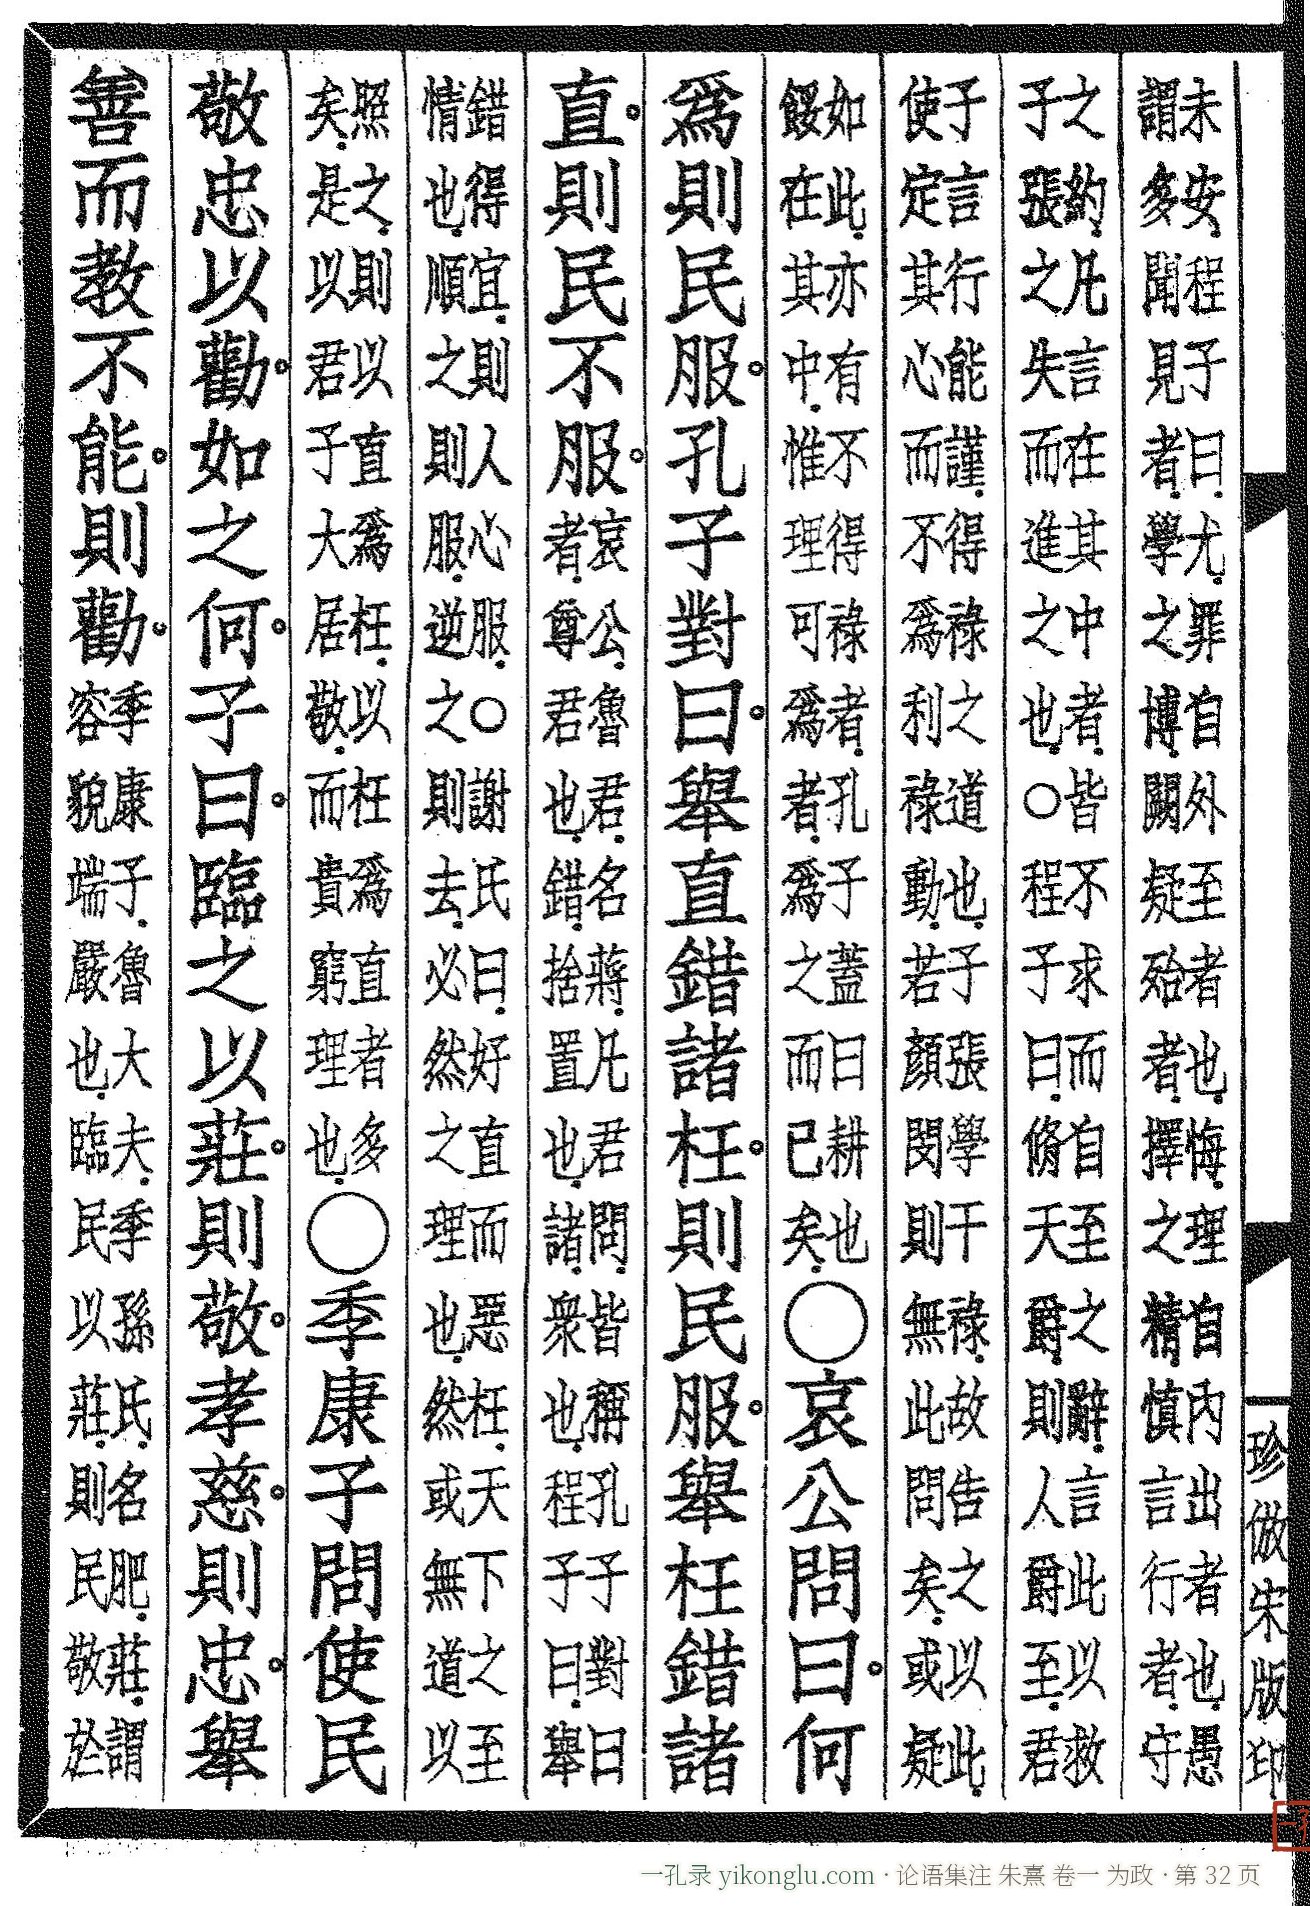 珍倣宋版印
未安。程子曰。尤。罪自外至者也。悔。理自內出者也。愚
謂多聞見者。學之博。闕疑殆者。擇之精。慎言行者。守
之約。凡言在其中者。皆不求而自至之辭。言此以救
子張之失而進之也。○程子曰。脩天爵。則人爵至。君
子言行能謹。得祿之道也。子張學干祿。故告之以此。
使定其心而不爲利祿動。若顏閔則無此問矣。或疑
如此。亦有不得祿者。孔子蓋曰耕也
餒在其中。惟理可爲者。爲之而已矣。
○哀公問曰。何
爲則民服。孔子對曰。舉直錯諸枉。則民服。舉枉錯諸
直。則民不服。
哀公。魯君。名蔣。凡君問。皆稱孔子對曰
者。尊君也。錯。捨置也。諸。衆也。程子曰。舉
錯得宜。則人心服。○謝氏曰。好直而惡枉。天下之至
情也。順之則服。逆之則去。必然之理也。然或無道以
照之。則以直爲枉。以枉爲直者多
矣。是以君子大居敬。而貴窮理也。
○季康子問使民
敬忠以勸。如之何。子曰。臨之以莊。則敬。孝慈。則忠。舉
善而教不能。則勸。
季康子。魯大夫。季孫氏。名肥。莊。謂
容貌端嚴也。臨民以莊。則民敬於
一孔录 yikonglu.com · 论语集注 朱熹 卷一 为政 · 第 32 页